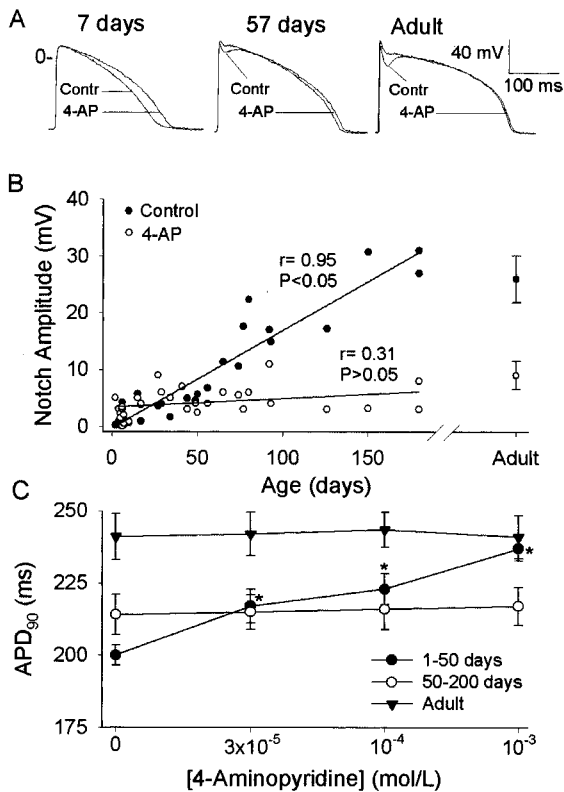 A
7 days
57 days
Adult
0-
Contr
4-AP
Contr
4-AP
Contr
4-AP
40 mV
100 ms
B
Notch Amplitude (mV)
40
30
20
10
0
Control
4-AP
r= 0.95
P<0.05
r= 0.31
P>0.05
0 25 50 75 100 150 Adult
Age (days)
C
APD90 (ms)
250
225
200
175
*
*
*
1-50 days
50-200 days
Adult
0 3x10-5 10-4 10-3
[4-Aminopyridine] (mol/L)